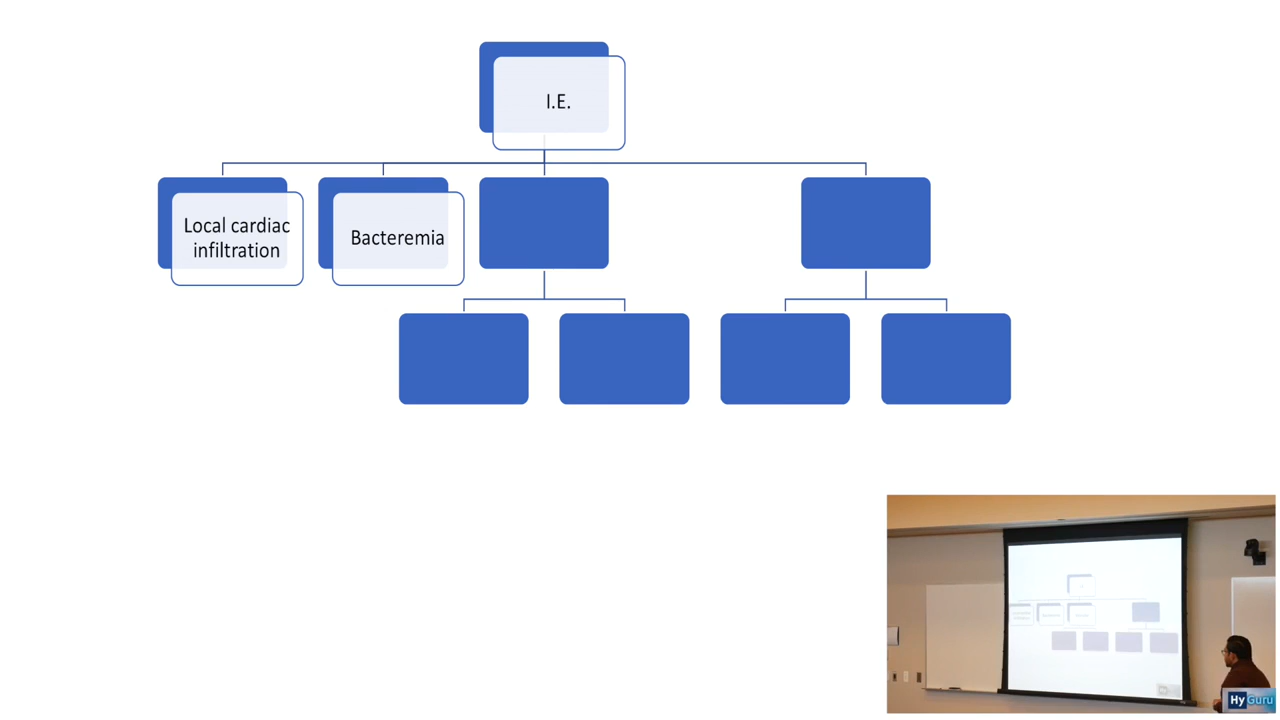 I.E.
Local cardiac
infiltration
Bacteremia
Hy Guru